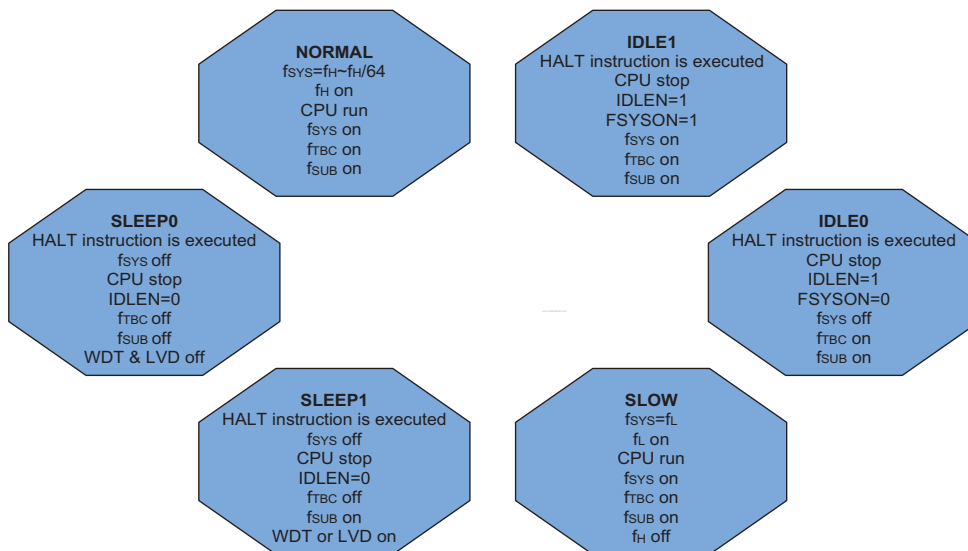 NORMAL
fSYS=fH~fH/64
fH on
CPU run
fSYS on
fTBC on
fSUB on
IDLE1
HALT instruction is executed
CPU stop
IDLEN=1
FSYSON=1
fSYS on
fTBC on
fSUB on
SLEEP0
HALT instruction is executed
fSYS off
CPU stop
IDLEN=0
fTBC off
fSUB off
WDT & LVD off
IDLE0
HALT instruction is executed
CPU stop
IDLEN=1
FSYSON=0
fSYS off
fTBC on
fSUB on
SLEEP1
HALT instruction is executed
fSYS off
CPU stop
IDLEN=0
fTBC off
fSUB on
WDT or LVD on
SLOW
fSYS=fL
fL on
CPU run
fSYS on
fTBC on
fSUB on
fH off